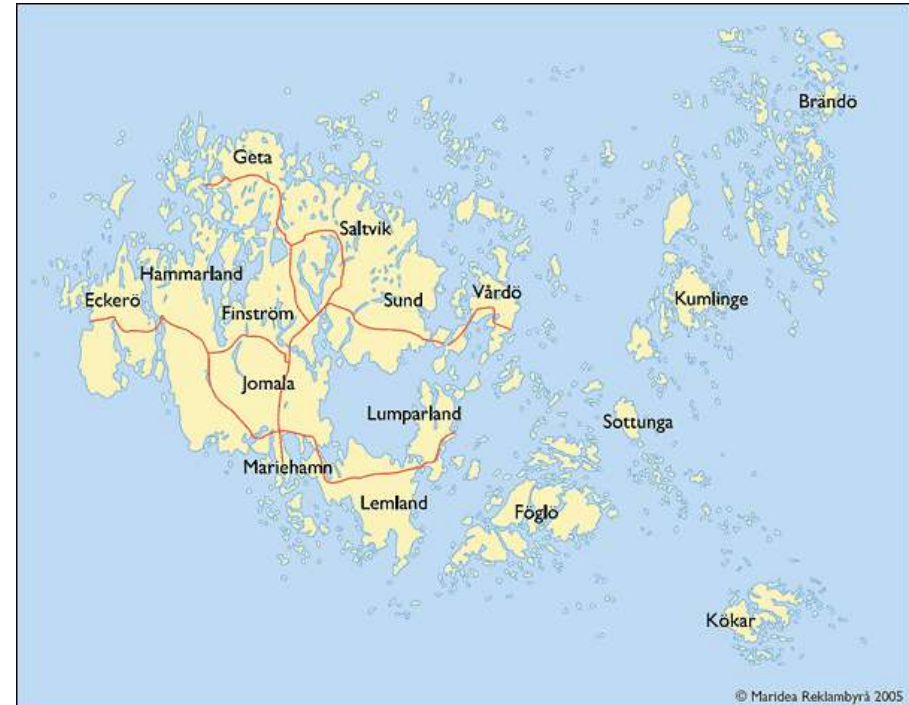 Brändö
Geta
Saltvik
Hammarland
Eckerö
Finström
Sund
Vårdö
Kumlinge
Jomala
Lumparland
Sottunga
Mariehamn
Lemland
Föglö
Kökar
© Maridea Reklambyrå 2005